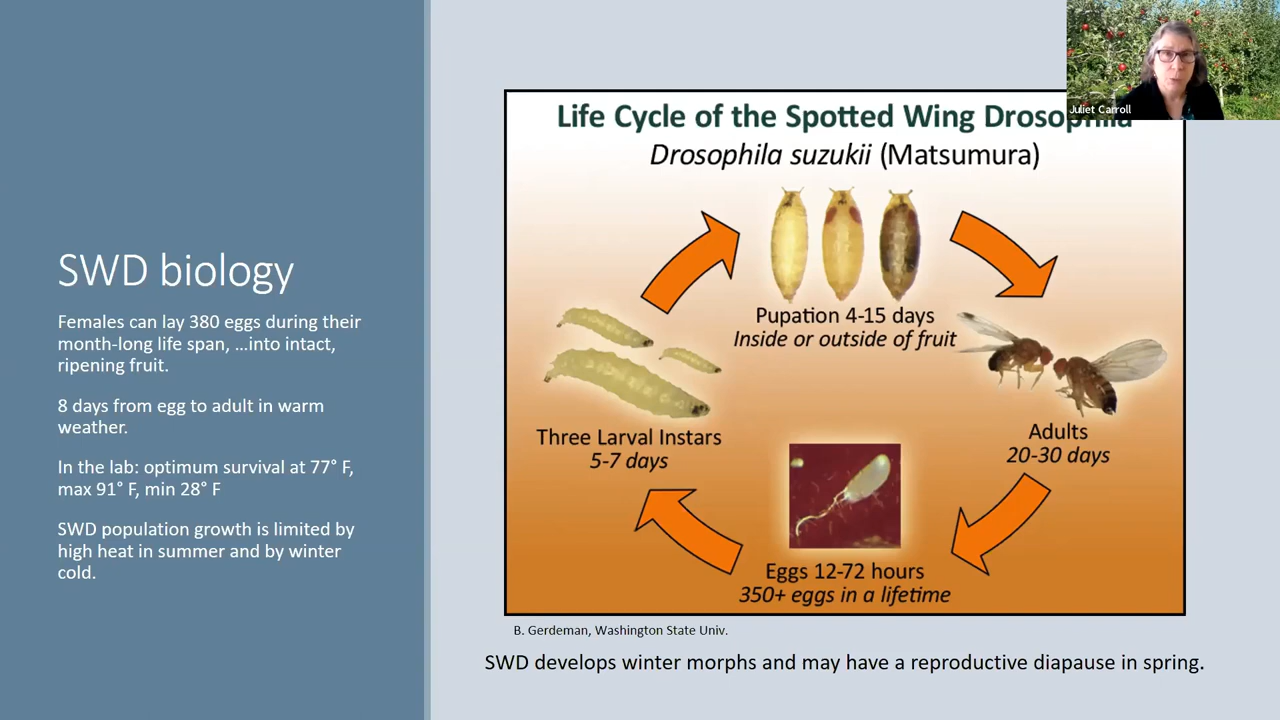 SWD biology
Females can lay 380 eggs during their
month-long life span, ...into intact,
ripening fruit.
8 days from egg to adult in warm
weather.
In the lab: optimum survival at 77° F,
max 91° F, min 28° F
SWD population growth is limited by
high heat in summer and by winter
cold.
Juliet Carroll
Life Cycle of the Spotted Wing Drosophila
Drosophila suzukii (Matsumura)
Pupation 4-15 days
Inside or outside of fruit
Three Larval Instars
5-7 days
Adults
20-30 days
Eggs 12-72 hours
350+ eggs in a lifetime
B. Gerdeman, Washington State Univ.
SWD develops winter morphs and may have a reproductive diapause in spring.